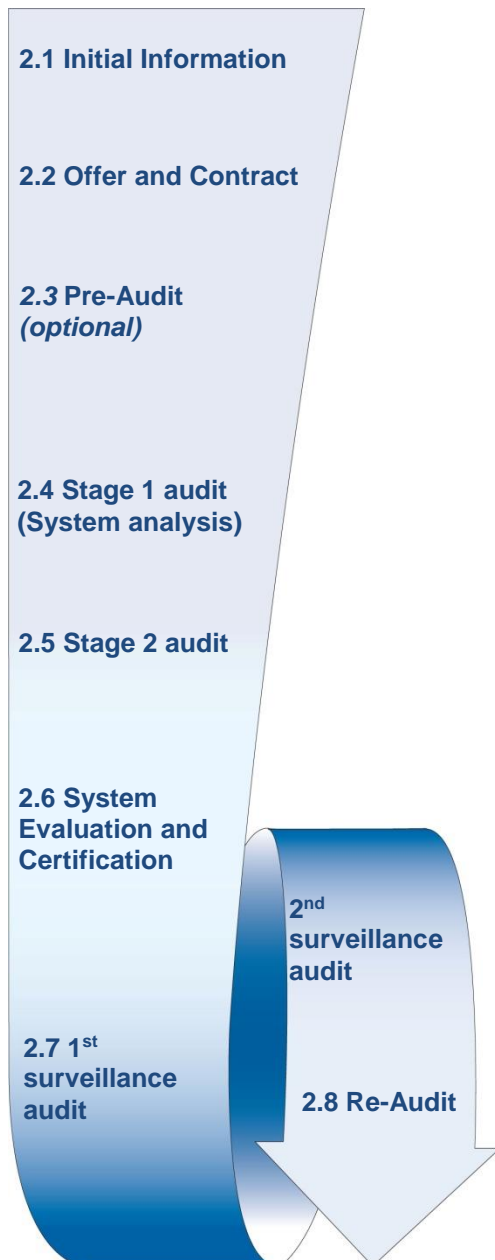 2.1 Initial Information
2.2 Offer and Contract
2.3 Pre-Audit
(optional)
2.4 Stage 1 audit
(System analysis)
2.5 Stage 2 audit
2.6 System
Evaluation and
Certification
2.7 1st
surveillance
audit
2nd
surveillance
audit
2.8 Re-Audit